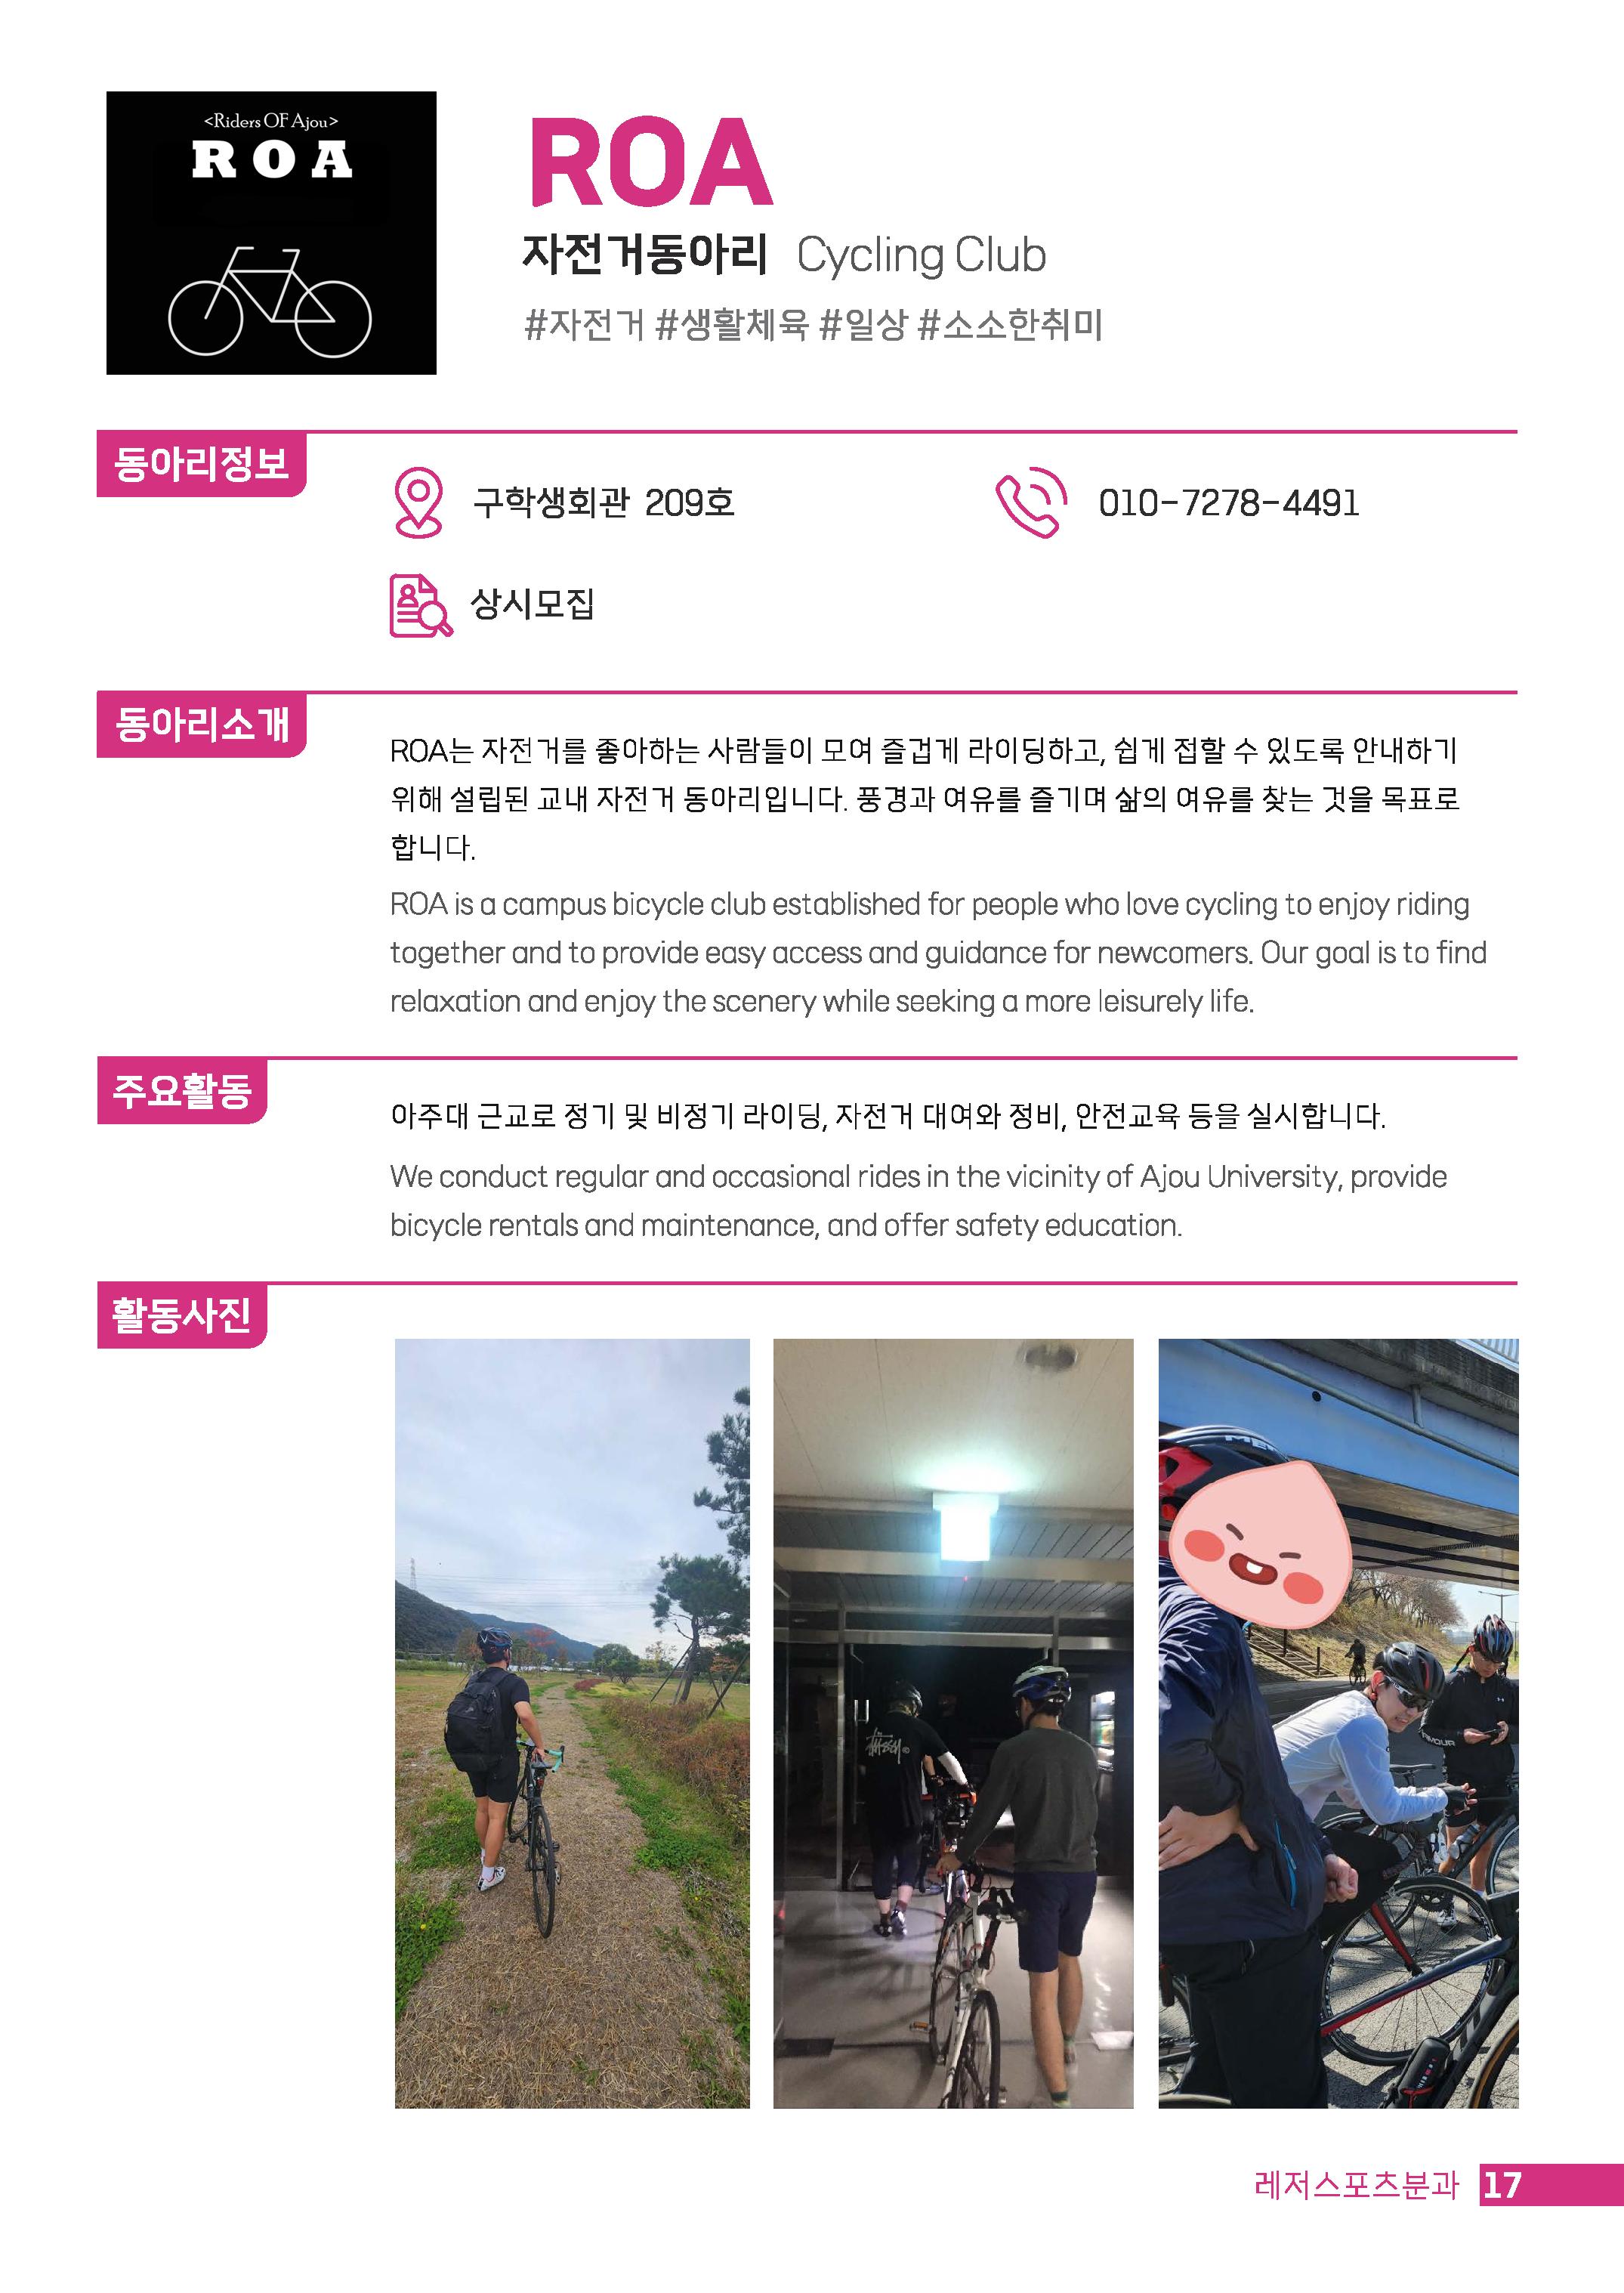 <Riders OF Ajou>
ROA
ROA
자전거동아리 Cycling Club
#자전거 #생활체육 #일상 #소소한취미
동아리정보
구학생회관 209호
010-7278-4491
상시모집
동아리소개
ROA는 자전거를 좋아하는 사람들이 모여 즐겁게 라이딩하고, 쉽게 접할 수 있도록 안내하기
위해 설립된 교내 자전거 동아리입니다. 풍경과 여유를 즐기며 삶의 여유를 찾는 것을 목표로
합니다.
ROA is a campus bicycle club established for people who love cycling to enjoy riding
together and to provide easy access and guidance for newcomers. Our goal is to find
relaxation and enjoy the scenery while seeking a more leisurely life.
주요활동
아주대 근교로 정기 및 비정기 라이딩, 자전거 대여와 정비, 안전교육 등을 실시합니다.
We conduct regular and occasional rides in the vicinity of Ajou University, provide
bicycle rentals and maintenance, and offer safety education.
활동사진
레저스포츠분과 17